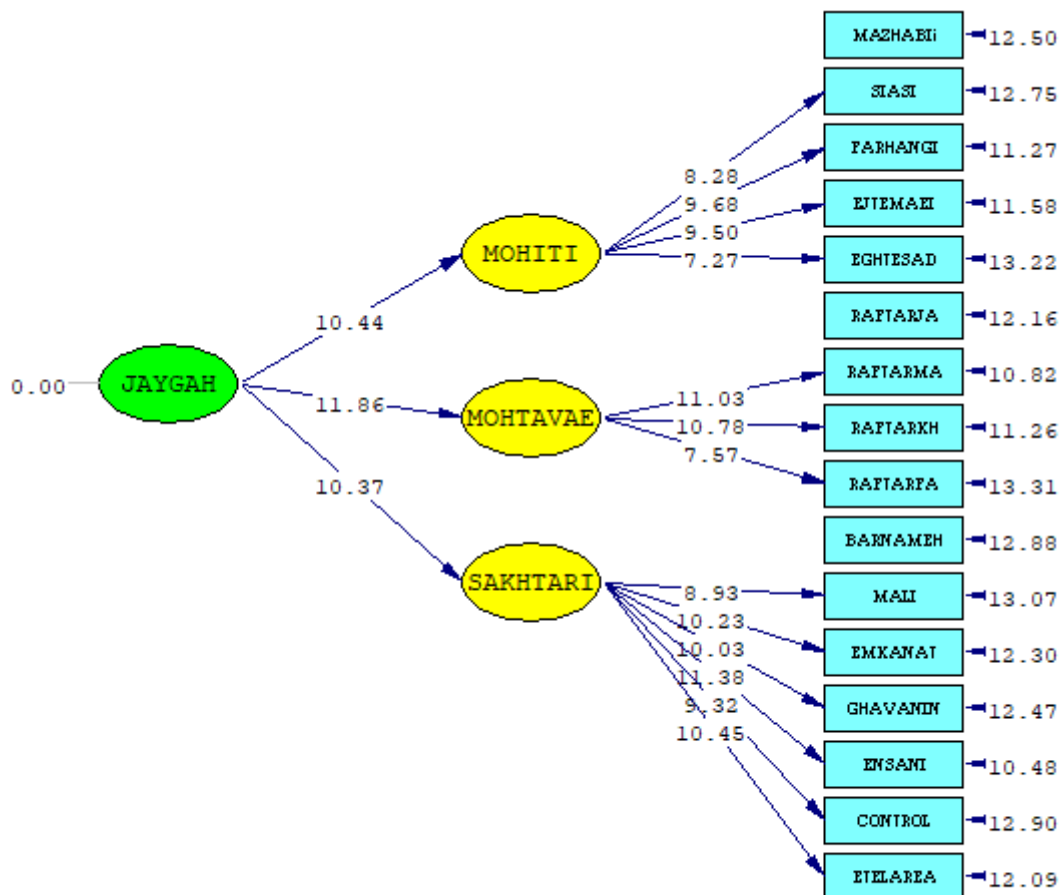 MAZHABIi 12.50
SIASI 12.75
FARHANGI 11.27
8.28
9.68
EJTEMAEI 11.58
9.50
MOHITI
7.27
EGHTESAD 13.22
10.44
RAFTARJA 12.16
0.00 JAYGAH
RAFTARMA 10.82
11.86
11.03
MOHTAVAE
10.78
RAFTARKH 11.26
7.57
10.37
RAFTARFA 13.31
BARNAMEH 12.88
SAKHTARI
8.93
MALI 13.07
10.23
10.03
EMKANAT 12.30
11.38
9.32
GHAVANIN 12.47
10.45
ENSANI 10.48
CONTROL 12.90
ETELAREA 12.09